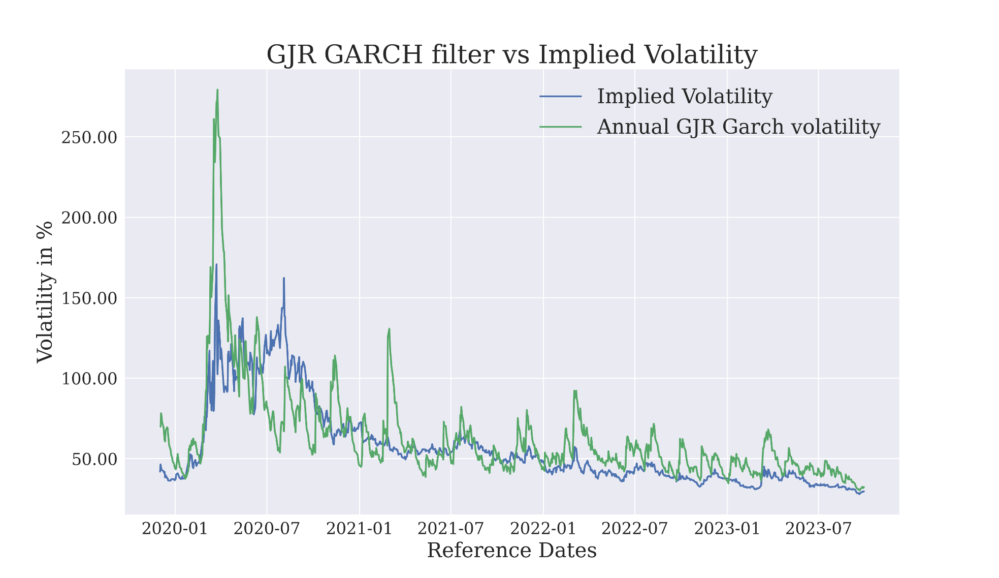 GJR GARCH filter vs Implied Volatility
Implied Volatility
Annual GJR Garch volatility
Volatility in %
250.00
200.00
150.00
100.00
50.00
2020-01 2020-07 2021-01 2021-07 2022-01 2022-07 2023-01 2023-07
Reference Dates